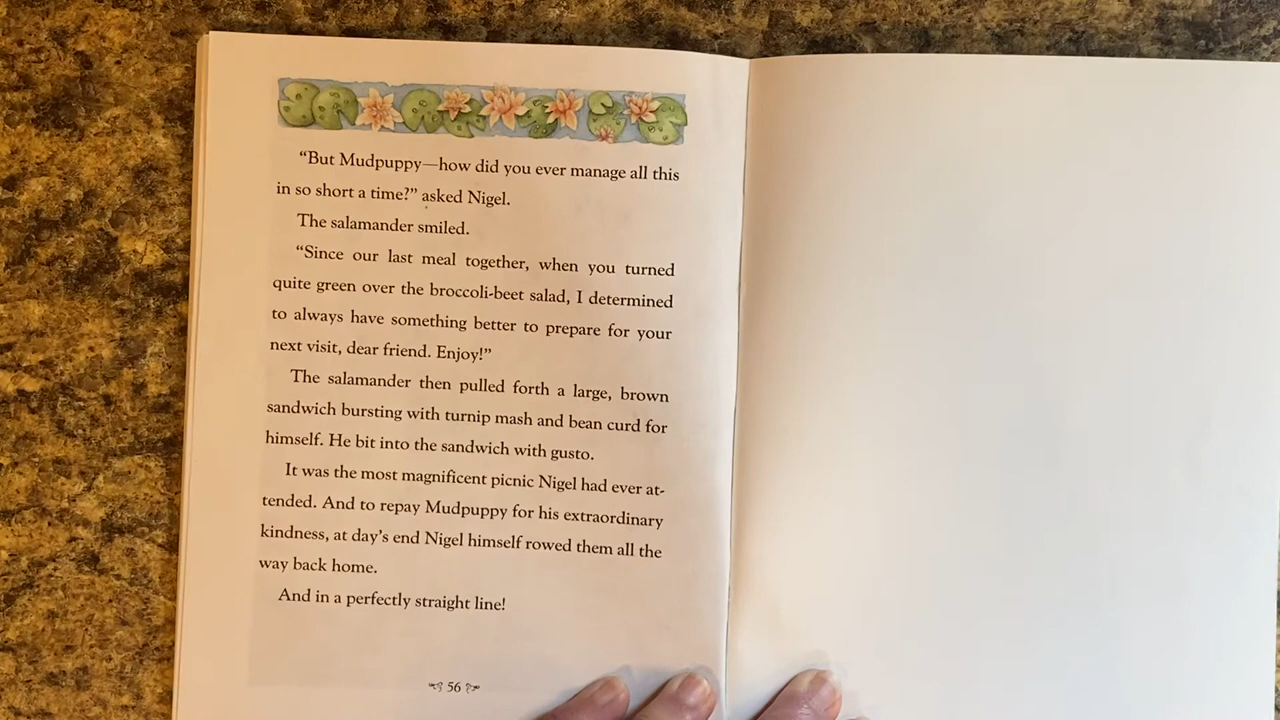 “But Mudpuppy—how did you ever manage all this
in so short a time?” asked Nigel.
The salamander smiled.
“Since our last meal together, when you turned
quite green over the broccoli-beet salad, I determined
to always have something better to prepare for your
next visit, dear friend. Enjoy!”
The salamander then pulled forth a large, brown
sandwich bursting with turnip mash and bean curd for
himself. He bit into the sandwich with gusto.
It was the most magnificent picnic Nigel had ever at-
tended. And to repay Mudpuppy for his extraordinary
kindness, at day’s end Nigel himself rowed them all the
way back home.
And in a perfectly straight line!
56